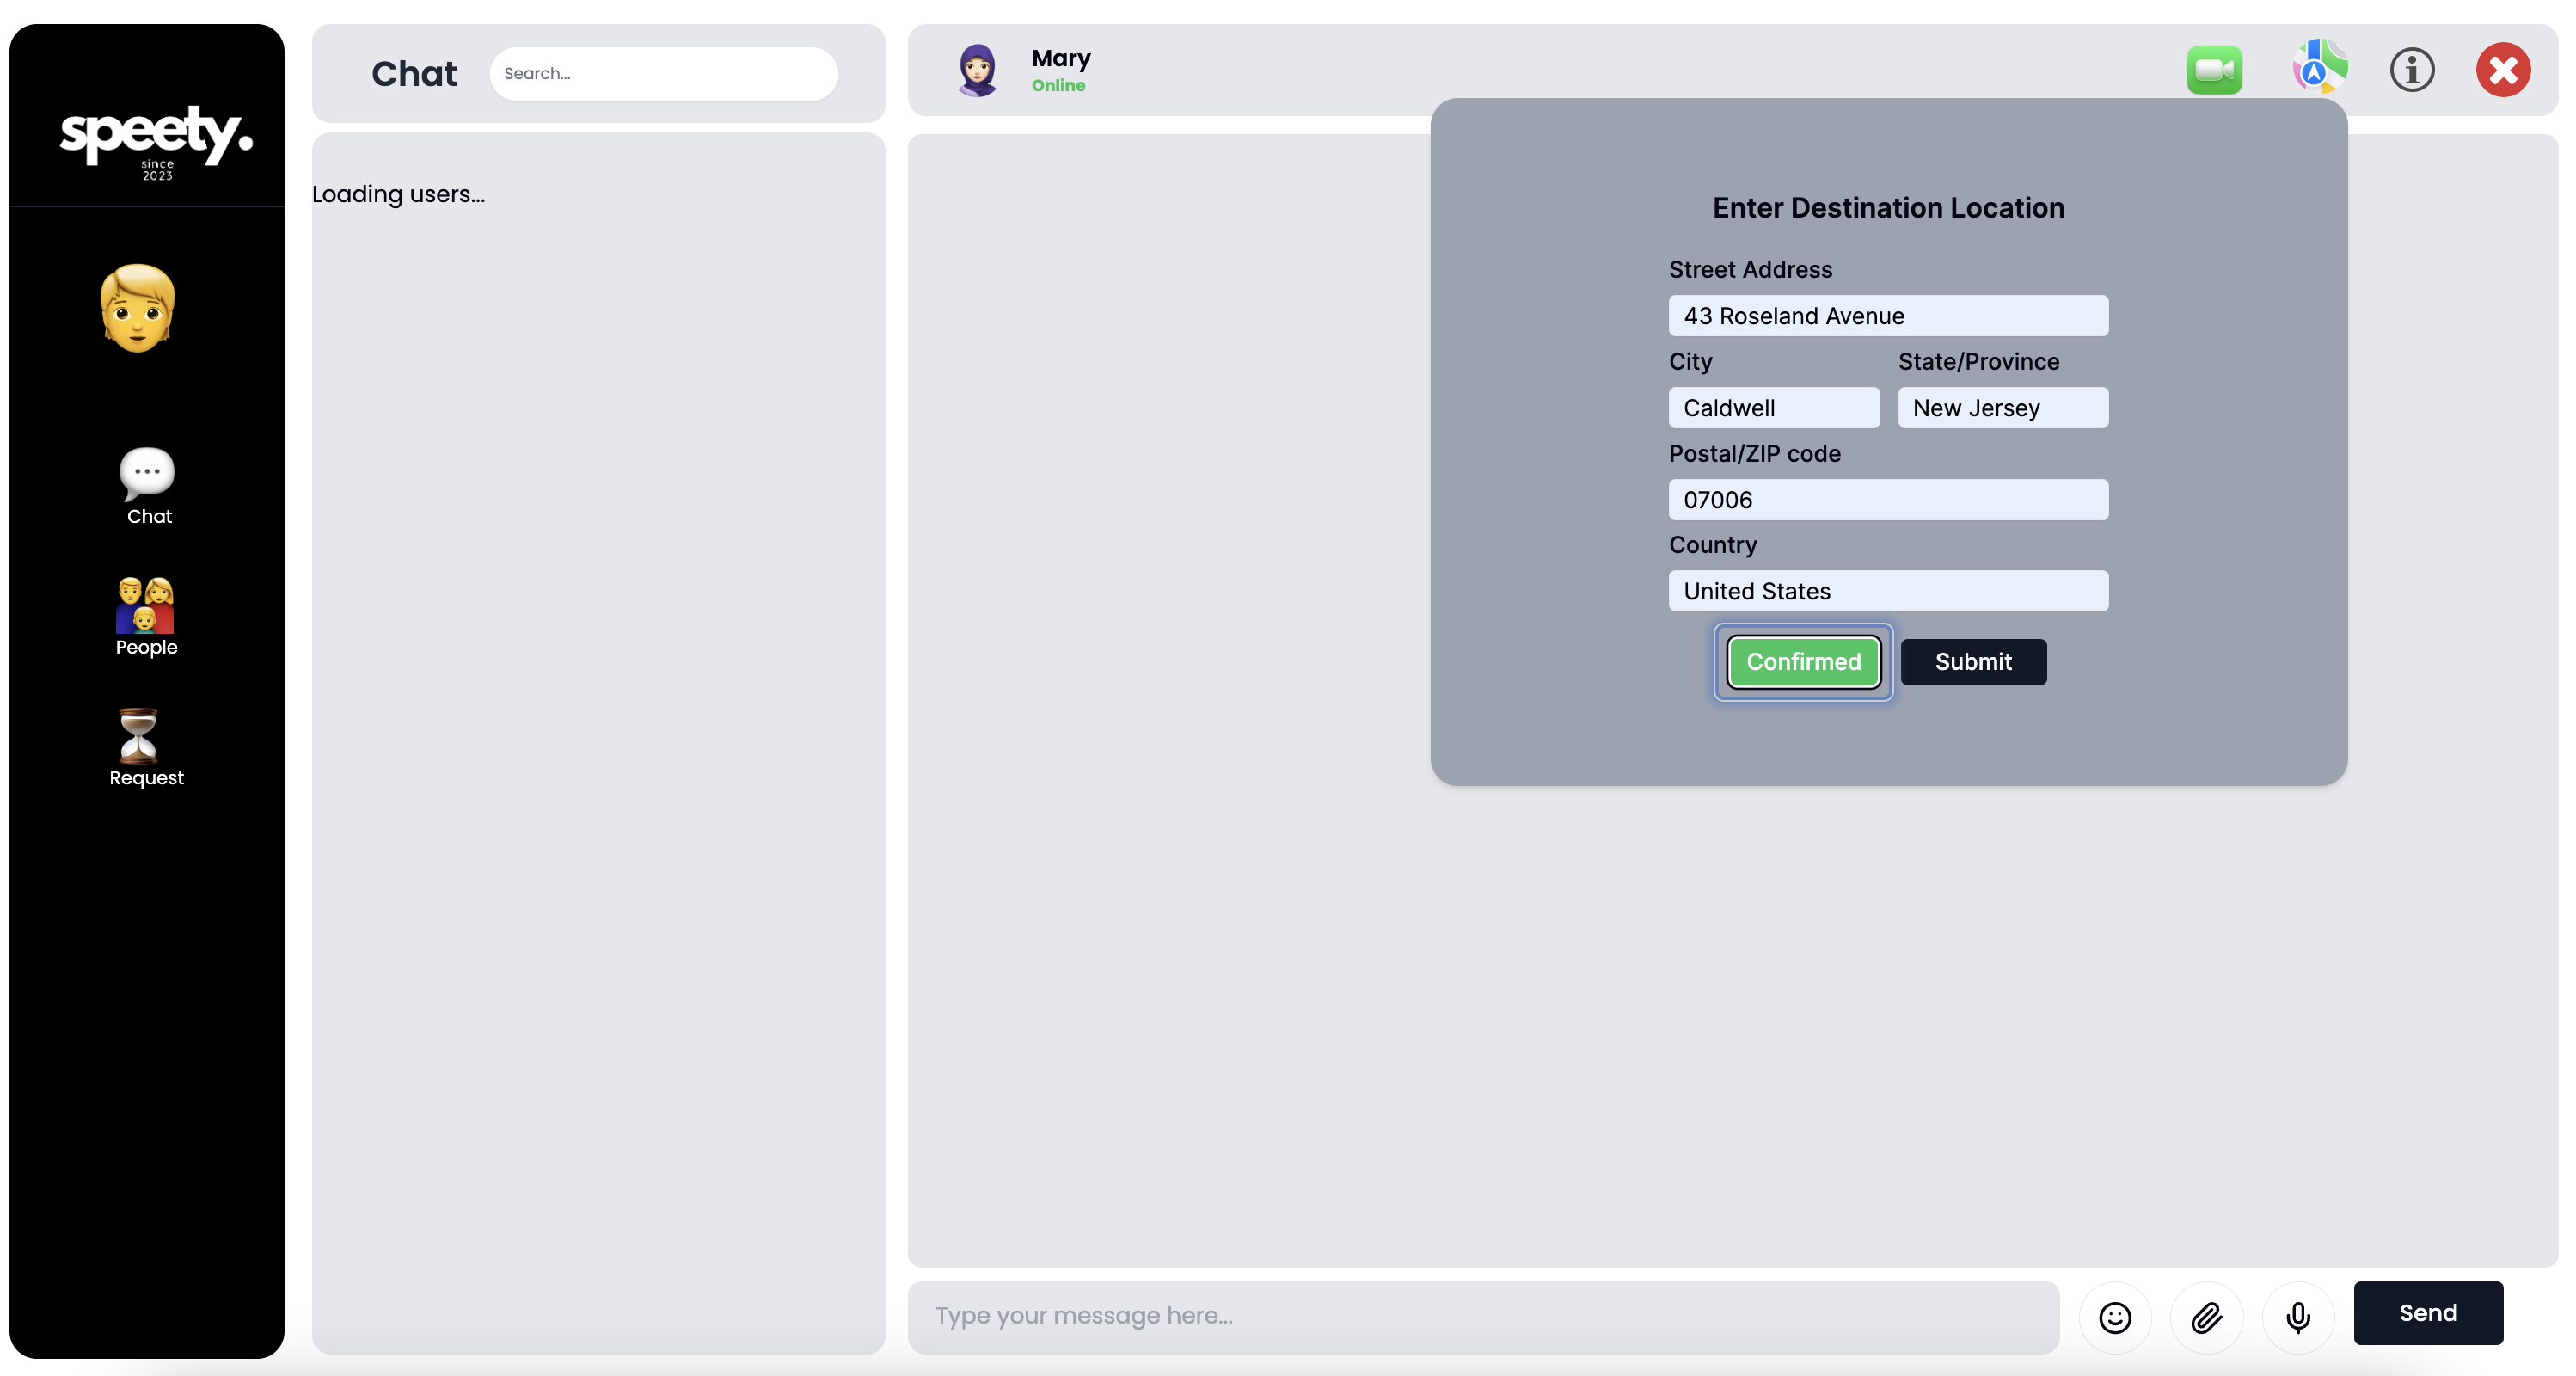 speety.
since
2023
Chat
People
Request
Chat
Search...
Loading users...
Mary
Online
Enter Destination Location
Street Address
43 Roseland Avenue
City State/Province
Caldwell New Jersey
Postal/ZIP code
07006
Country
United States
Confirmed Submit
Type your message here...
Send